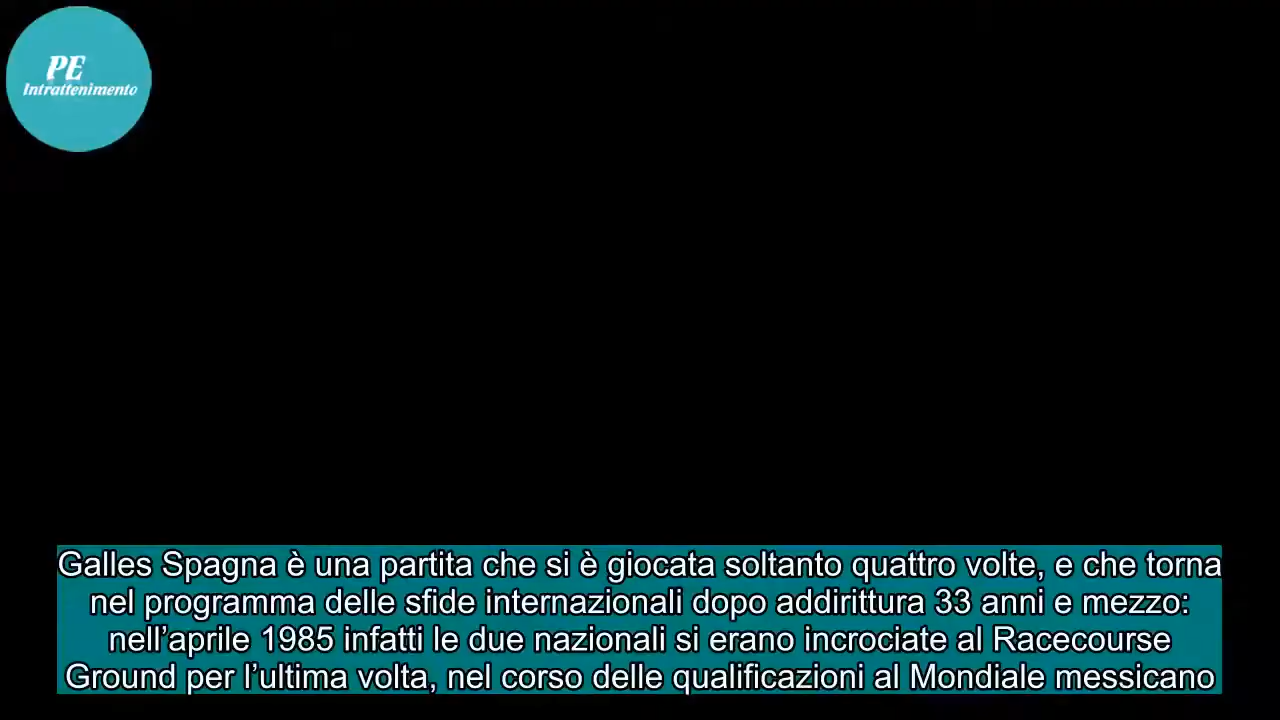 PE
Intrattenimento
Galles Spagna è una partita che si è giocata soltanto quattro volte, e che torna
nel programma delle sfide internazionali dopo addirittura 33 anni e mezzo:
nell’aprile 1985 infatti le due nazionali si erano incrociate al Racecourse
Ground per l’ultima volta, nel corso delle qualificazioni al Mondiale messicano